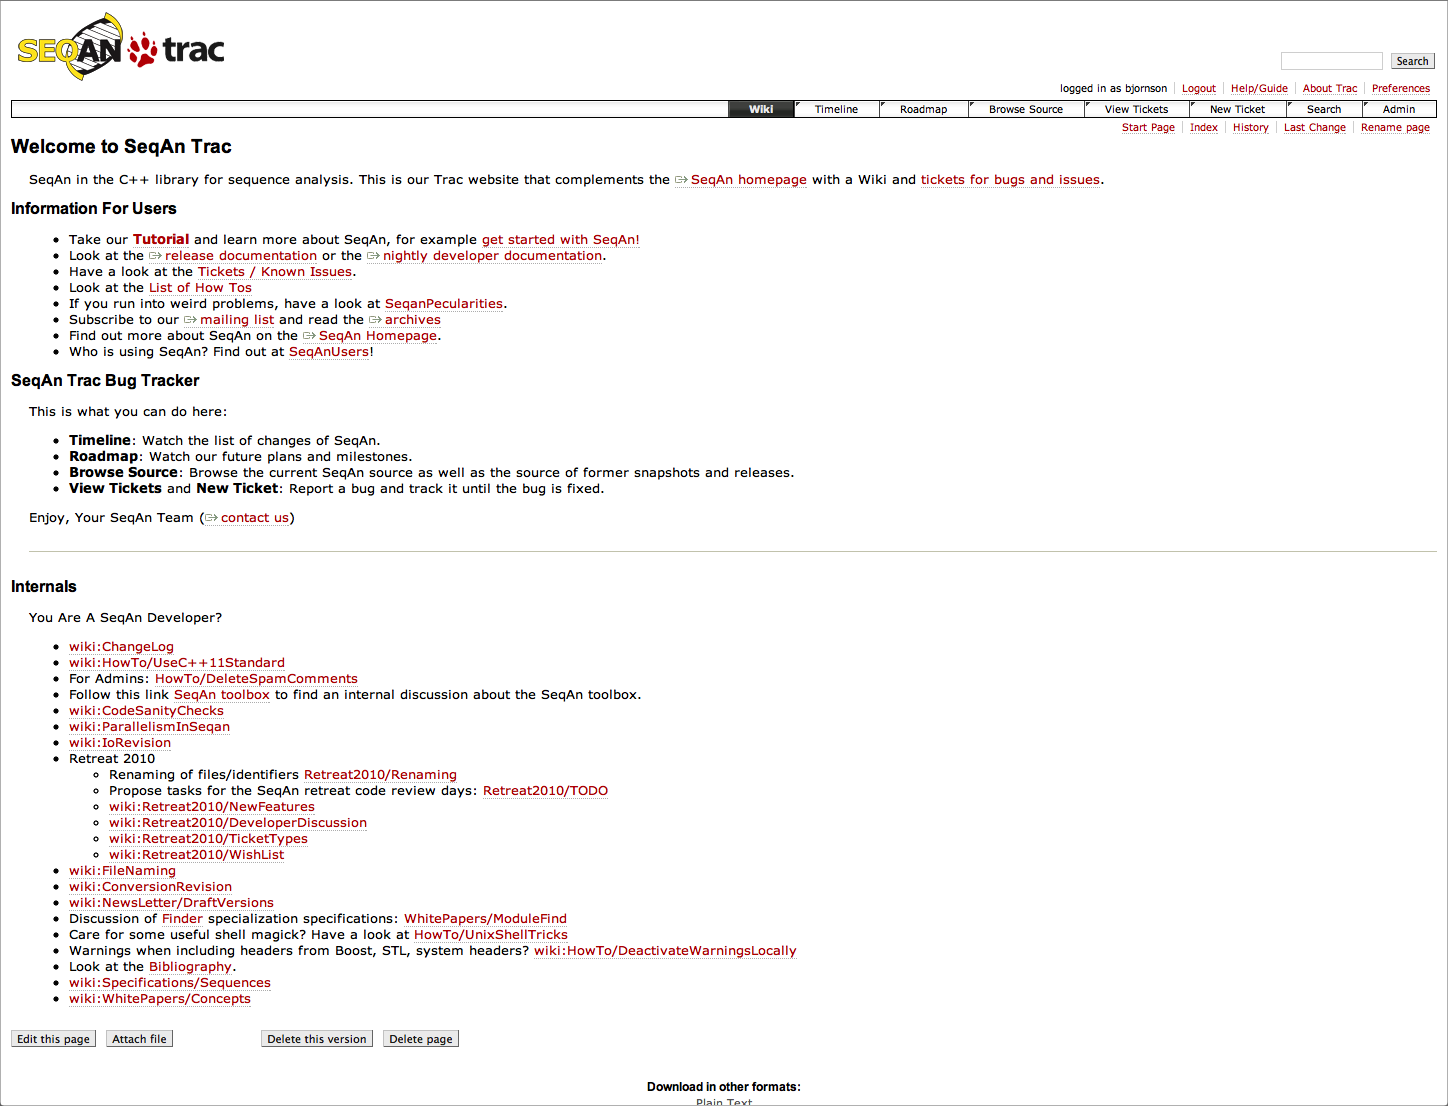 SEQAN trac
Search
logged in as bjornson Logout Help/Guide About Trac Preferences
Wiki Timeline Roadmap Browse Source View Tickets New Ticket Search Admin
Start Page Index History Last Change Rename page
Welcome to SeqAn Trac
SeqAn in the C++ library for sequence analysis. This is our Trac website that complements the SeqAn homepage with a Wiki and tickets for bugs and issues.
Information For Users
Take our Tutorial and learn more about SeqAn, for example get started with SeqAn!
Look at the release documentation or the nightly developer documentation.
Have a look at the Tickets / Known Issues.
Look at the List of How Tos
If you run into weird problems, have a look at SeqanPecularities.
Subscribe to our mailing list and read the archives
Find out more about SeqAn on the SeqAn Homepage.
Who is using SeqAn? Find out at SeqAnUsers!
SeqAn Trac Bug Tracker
This is what you can do here:
Timeline: Watch the list of changes of SeqAn.
Roadmap: Watch our future plans and milestones.
Browse Source: Browse the current SeqAn source as well as the source of former snapshots and releases.
View Tickets and New Ticket: Report a bug and track it until the bug is fixed.
Enjoy, Your SeqAn Team (contact us)
Internals
You Are A SeqAn Developer?
wiki:ChangeLog
wiki:HowTo/UseC++11Standard
For Admins: HowTo/DeleteSpamComments
Follow this link SeqAn toolbox to find an internal discussion about the SeqAn toolbox.
wiki:CodeSanityChecks
wiki:ParallelismInSeqan
wiki:IoRevision
Retreat 2010
Renaming of files/identifiers Retreat2010/Renaming
Propose tasks for the SeqAn retreat code review days: Retreat2010/TODO
wiki:Retreat2010/NewFeatures
wiki:Retreat2010/DeveloperDiscussion
wiki:Retreat2010/TicketTypes
wiki:Retreat2010/WishList
wiki:FileNaming
wiki:ConversionRevision
wiki:NewsLetter/DraftVersions
Discussion of Finder specialization specifications: WhitePapers/ModuleFind
Care for some useful shell magick? Have a look at HowTo/UnixShellTricks
Warnings when including headers from Boost, STL, system headers? wiki:HowTo/DeactivateWarningsLocally
Look at the Bibliography.
wiki:Specifications/Sequences
wiki:WhitePapers/Concepts
Edit this page Attach file Delete this version Delete page
Download in other formats:
Plain Text